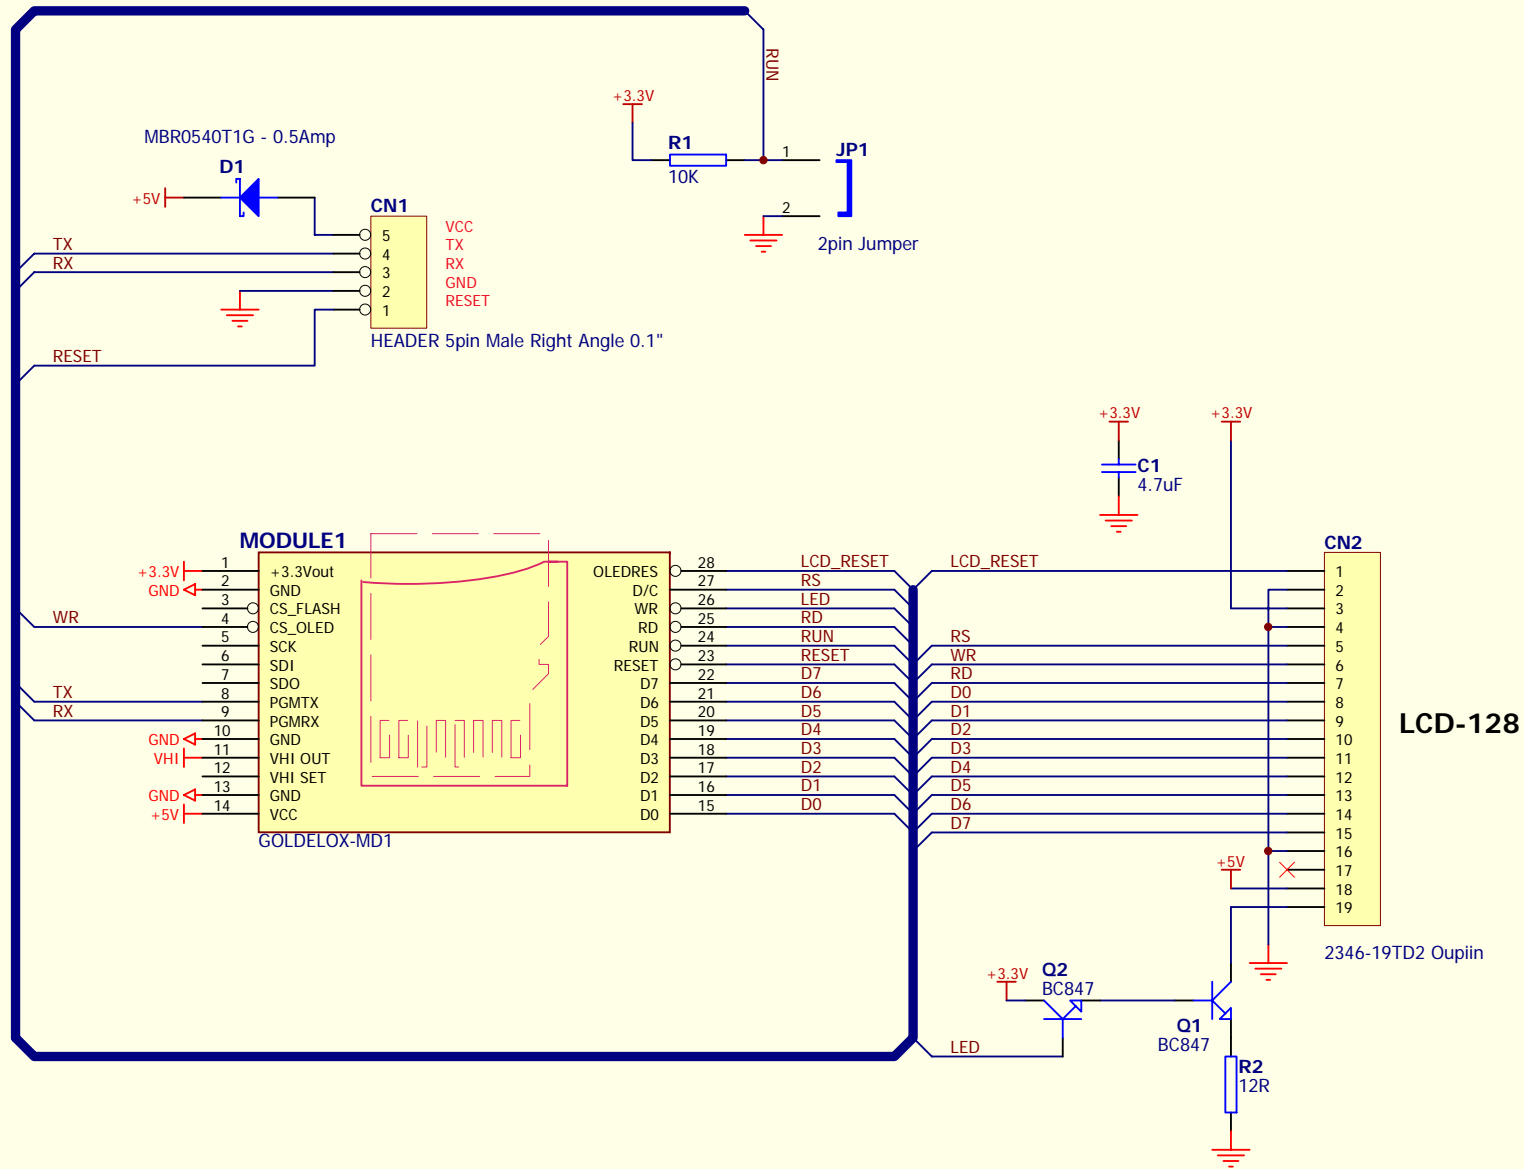 RUN
+3.3V
R1
10K
1
JP1
2
2pin Jumper
MBR0540T1G - 0.5Amp
D1
+5V
CN1
5 VCC
TX 4 TX
RX 3 RX
2 GND
1 RESET
HEADER 5pin Male Right Angle 0.1"
RESET
+3.3V
+3.3V
C1
4.7uF
MODULE1
+3.3V 1 +3.3Vout
GND 2 GND
3 CS_FLASH
WR 4 CS_OLED
5 SCK
6 SDI
7 SDO
TX 8 PGMTX
RX 9 PGMRX
GND 10 GND
VHI 11 VHI OUT
12 VHI SET
GND 13 GND
+5V 14 VCC
OLEDRES 28 LCD_RESET
D/C 27 RS
WR 26 LED
RD 25 RD
RUN 24 RUN
RESET 23 RESET
D7 22 D7
D6 21 D6
D5 20 D5
D4 19 D4
D3 18 D3
D2 17 D2
D1 16 D1
D0 15 D0
GOLDELOX-MD1
CN2
LCD_RESET 1
2
3
4
RS 5
WR 6
RD 7
D0 8
D1 9
D2 10
D3 11
D4 12
D5 13
D6 14
D7 15
16
17
+5V 18
19
LCD-128
2346-19TD2 Oupiin
+3.3V
Q2
BC847
LED
Q1
BC847
R2
12R